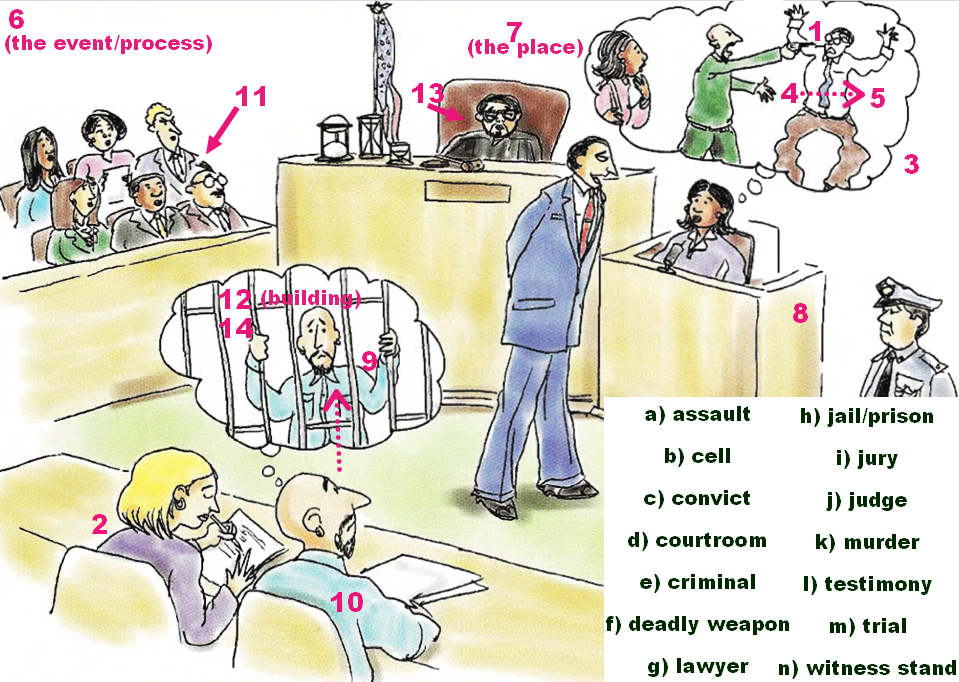 6
(the event/process)
7
(the place)
1
11
13
4
5
3
12 (building)
14
9
8
2
10
a) assault
b) cell
c) convict
d) courtroom
e) criminal
f) deadly weapon
g) lawyer
h) jail/prison
i) jury
j) judge
k) murder
l) testimony
m) trial
n) witness stand